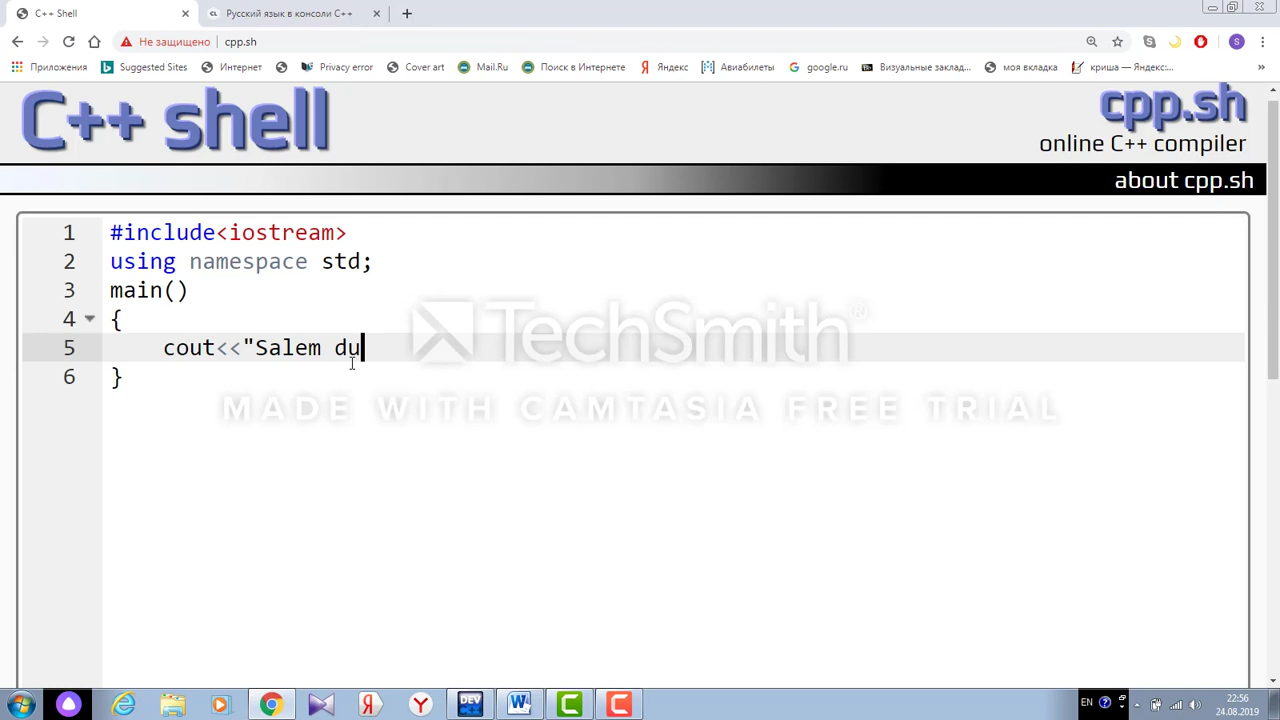 C++ Shell
Русский язык в консоли C++
Не защищено
cpp.sh
Приложения
Suggested Sites
Интернет
Privacy error
Cover art
Mail.Ru
Поиск в Интернете
Яндекс
Авиабилеты
google.ru
Визуальные заклад...
моя вкладка
криша — Яндекс:...
C++ shell
cpp.sh
online C++ compiler
about cpp.sh
1 #include<iostream>
2 using namespace std;
3 main()
4 {
5 cout<<"Salem du
6 }
TechSmith®
MADE WITH CAMTASIA FREE TRIAL
EN
22:56
24.08.2019